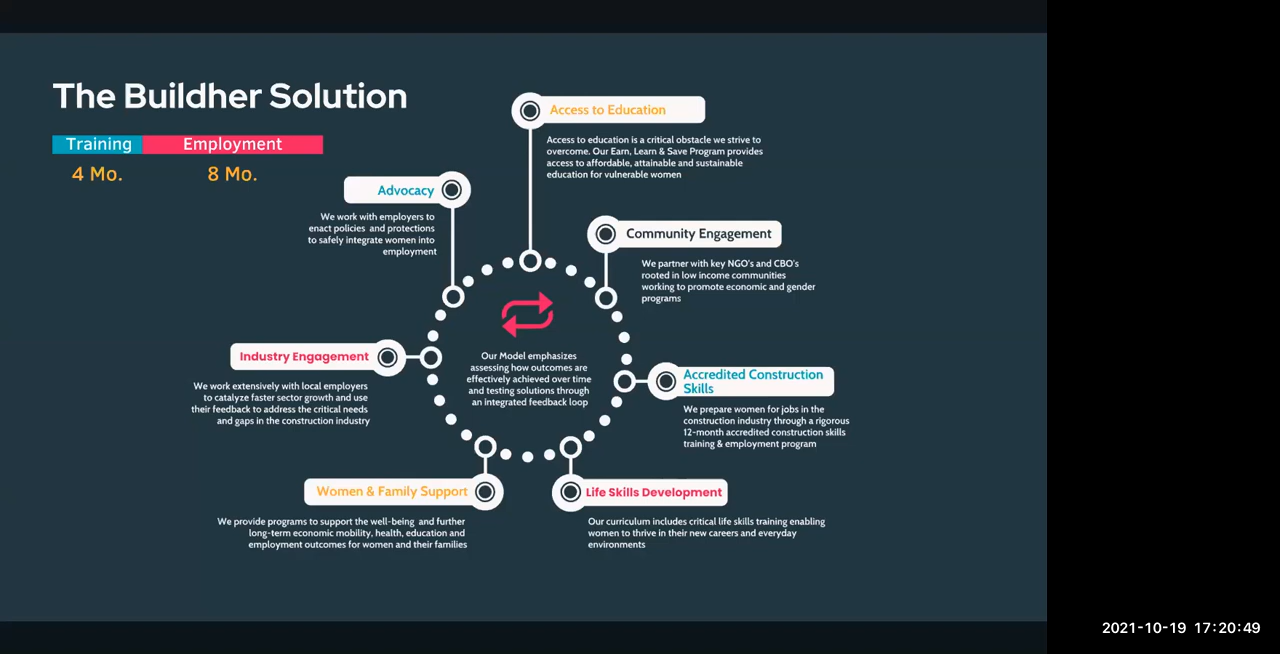 The Buildher Solution
Training Employment
4 Mo. 8 Mo.
Access to Education
Access to education is a critical obstacle we strive to
overcome. Our Earn, Learn & Save Program provides
access to affordable, attainable and sustainable
education for vulnerable women
Advocacy
We work with employers to
enact policies and protections
to safely integrate women into
employment
Community Engagement
We partner with key NGO's and CBO's
rooted in low income communities
working to promote economic and gender
programs
Our Model emphasizes
assessing how outcomes are
effectively achieved over time
and testing solutions through
an integrated feedback loop
Industry Engagement
We work extensively with local employers
to catalyze faster sector growth and use
their feedback to address the critical needs
and gaps in the construction industry
Accredited Construction
Skills
We prepare women for jobs in the
construction industry through a rigorous
12-month accredited construction skills
training & employment program
Women & Family Support
We provide programs to support the well-being and further
long-term economic mobility, health, education and
employment outcomes for women and their families
Life Skills Development
Our curriculum includes critical life skills training enabling
women to thrive in their new careers and everyday
environments
2021-10-19 17:20:49